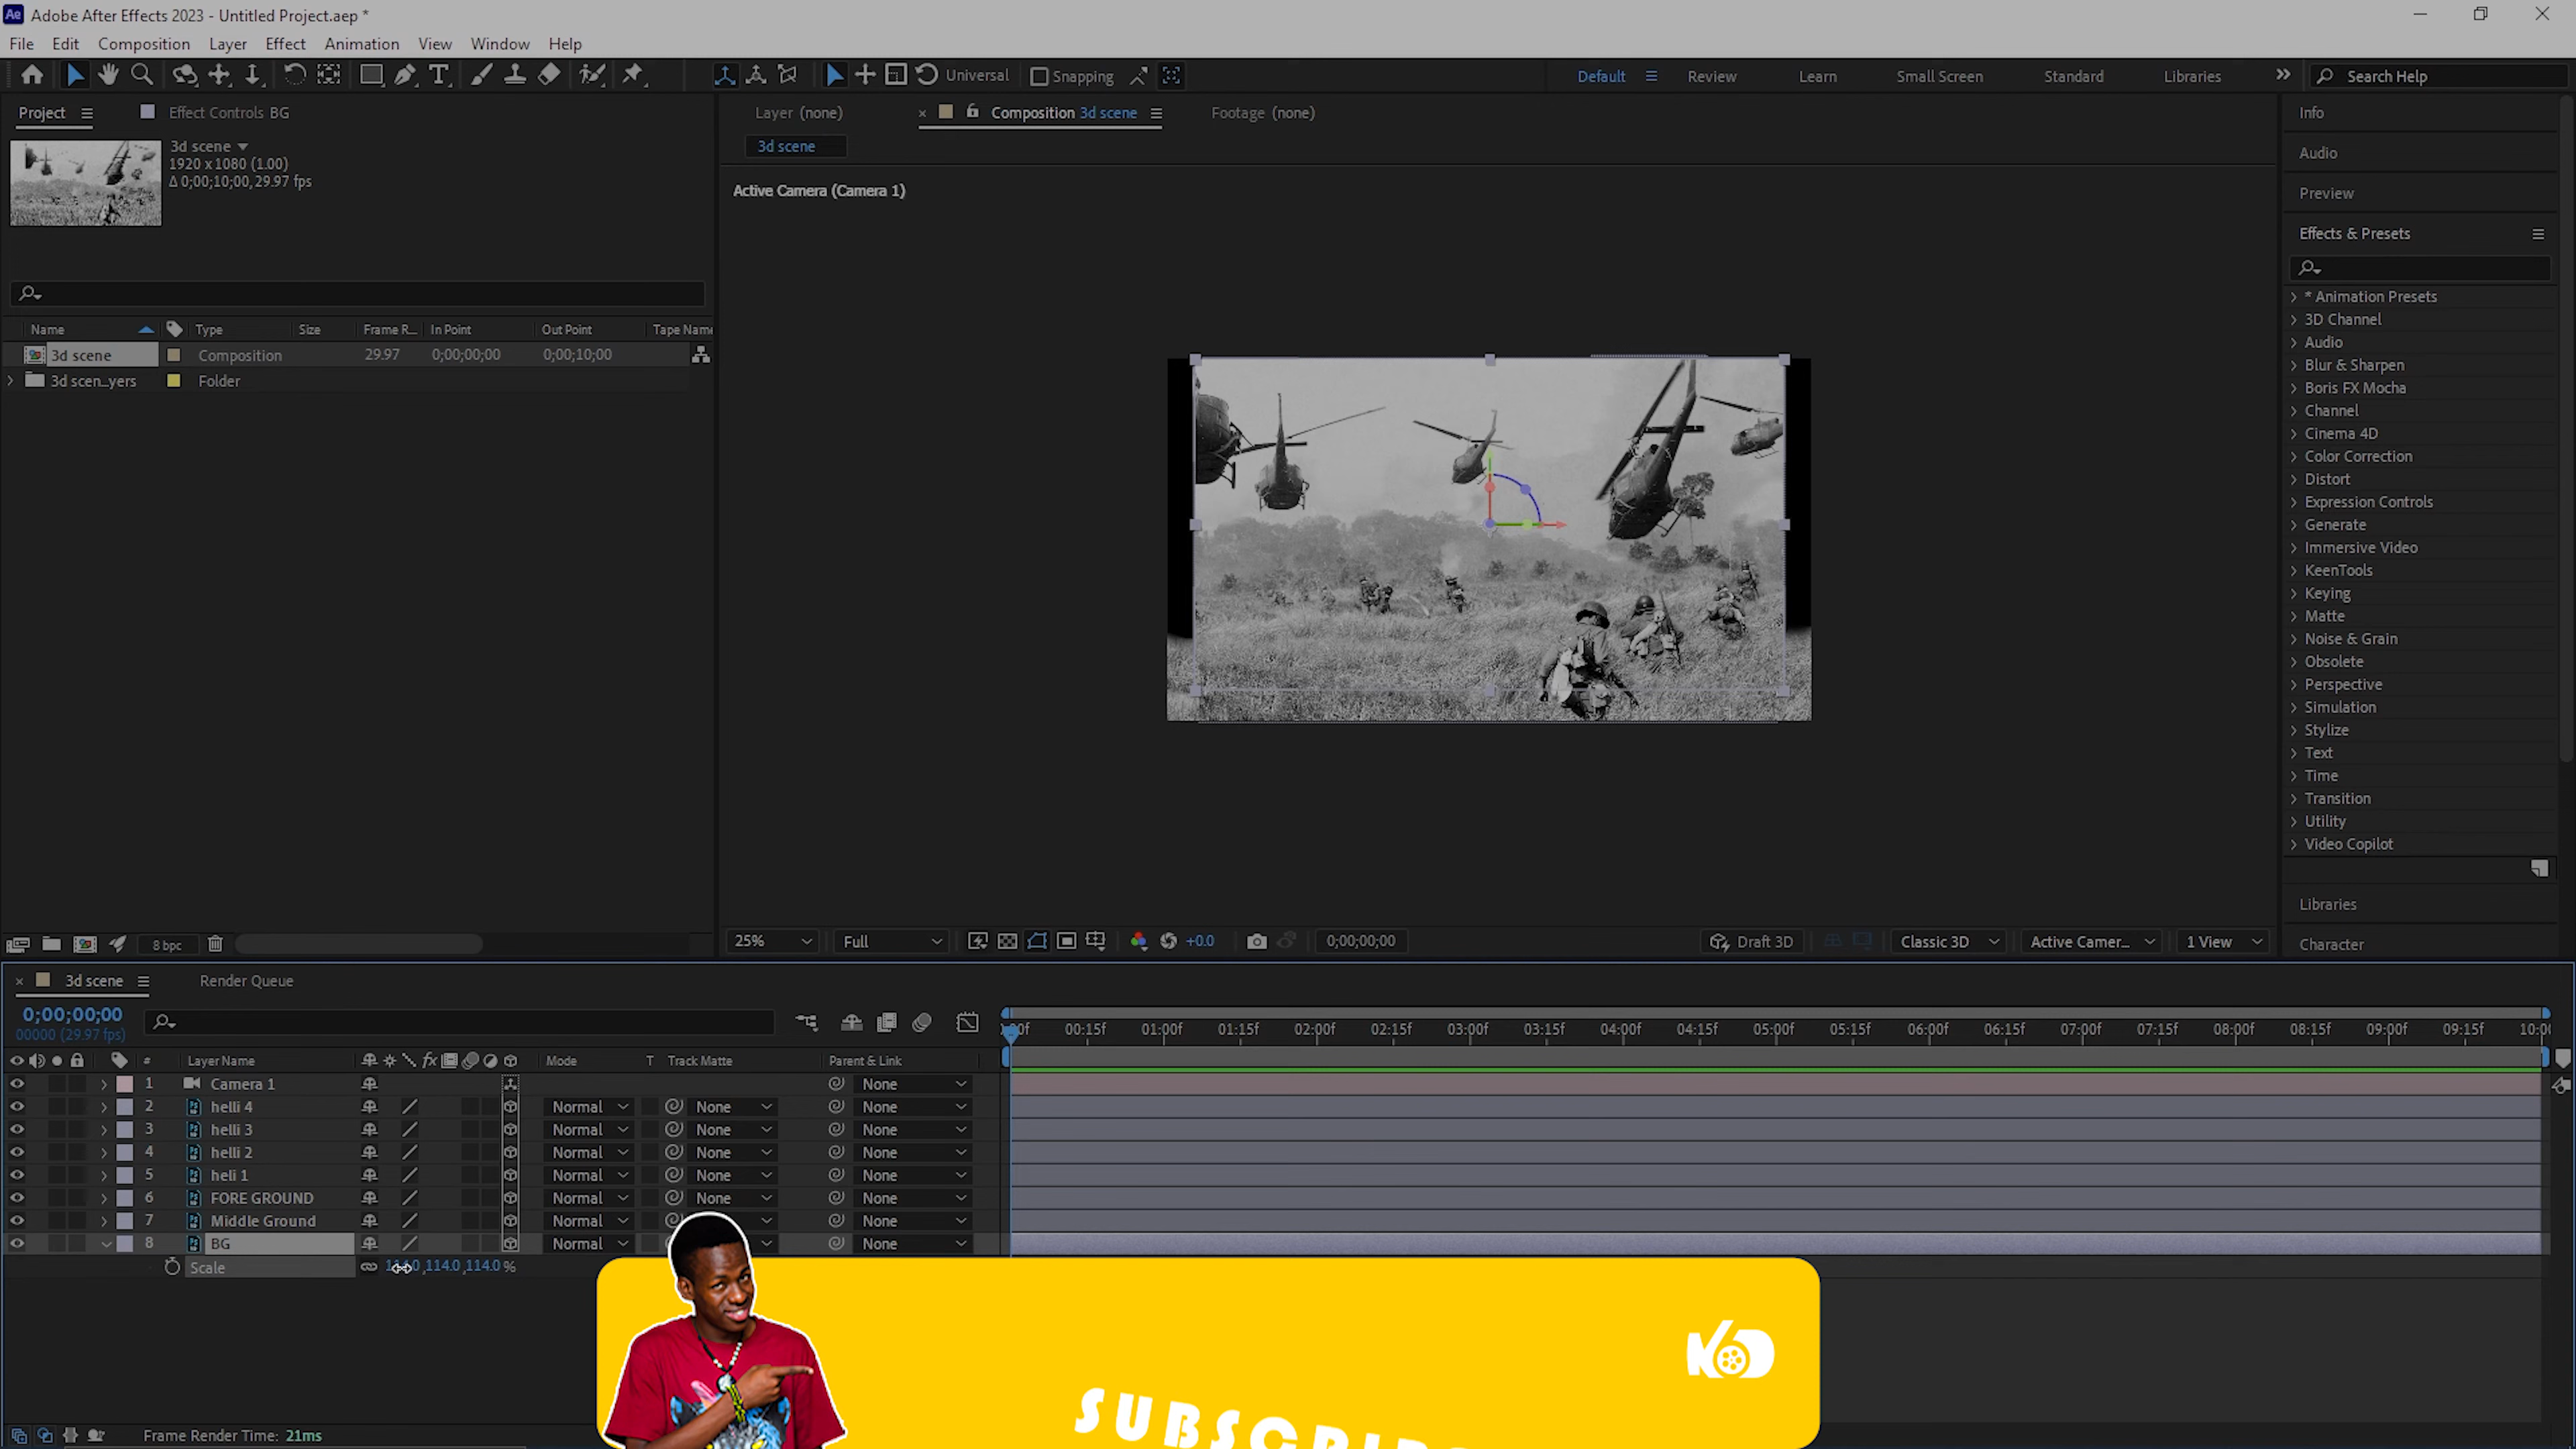 Ae Adobe After Effects 2023 - Untitled Project.aep *
File Edit Composition Layer Effect Animation View Window Help
Universal Snapping Default Review Learn Small Screen Standard Libraries Search Help
Project Effect Controls BG
3d scene
1920 x 1080 (1.00)
Δ 0;00;10;00, 29.97 fps
Name Type Size Frame R... In Point Out Point Tape Name
3d scene Composition 29.97 0;00;00;00 0;00;10;00
3d scen_yers Folder
8 bpc
Layer (none) Composition 3d scene Footage (none)
3d scene
Active Camera (Camera 1)
25% Full +0.0 0;00;00;00 Draft 3D Classic 3D Active Camer... 1 View
Info
Audio
Preview
Effects & Presets
* Animation Presets
3D Channel
Audio
Blur & Sharpen
Boris FX Mocha
Channel
Cinema 4D
Color Correction
Distort
Expression Controls
Generate
Immersive Video
KeenTools
Keying
Matte
Noise & Grain
Obsolete
Perspective
Simulation
Stylize
Text
Time
Transition
Utility
Video Copilot
Libraries
Character
3d scene Render Queue
0;00;00;00
00000 (29.97 fps)
00:15f 01:00f 01:15f 02:00f 02:15f 03:00f 03:15f 04:00f 04:15f 05:00f 05:15f 06:00f 06:15f 07:00f 07:15f 08:00f 08:15f 09:00f 09:15f
# Layer Name fx Mode T Track Matte Parent & Link
1 Camera 1 None
2 helli 4 Normal None None
3 helli 3 Normal None None
4 helli 2 Normal None None
5 heli 1 Normal None None
6 FORE GROUND Normal None None
7 Middle Ground Normal None
8 BG Normal None
Scale ,114.0 ,114.0 %
Frame Render Time: 21ms